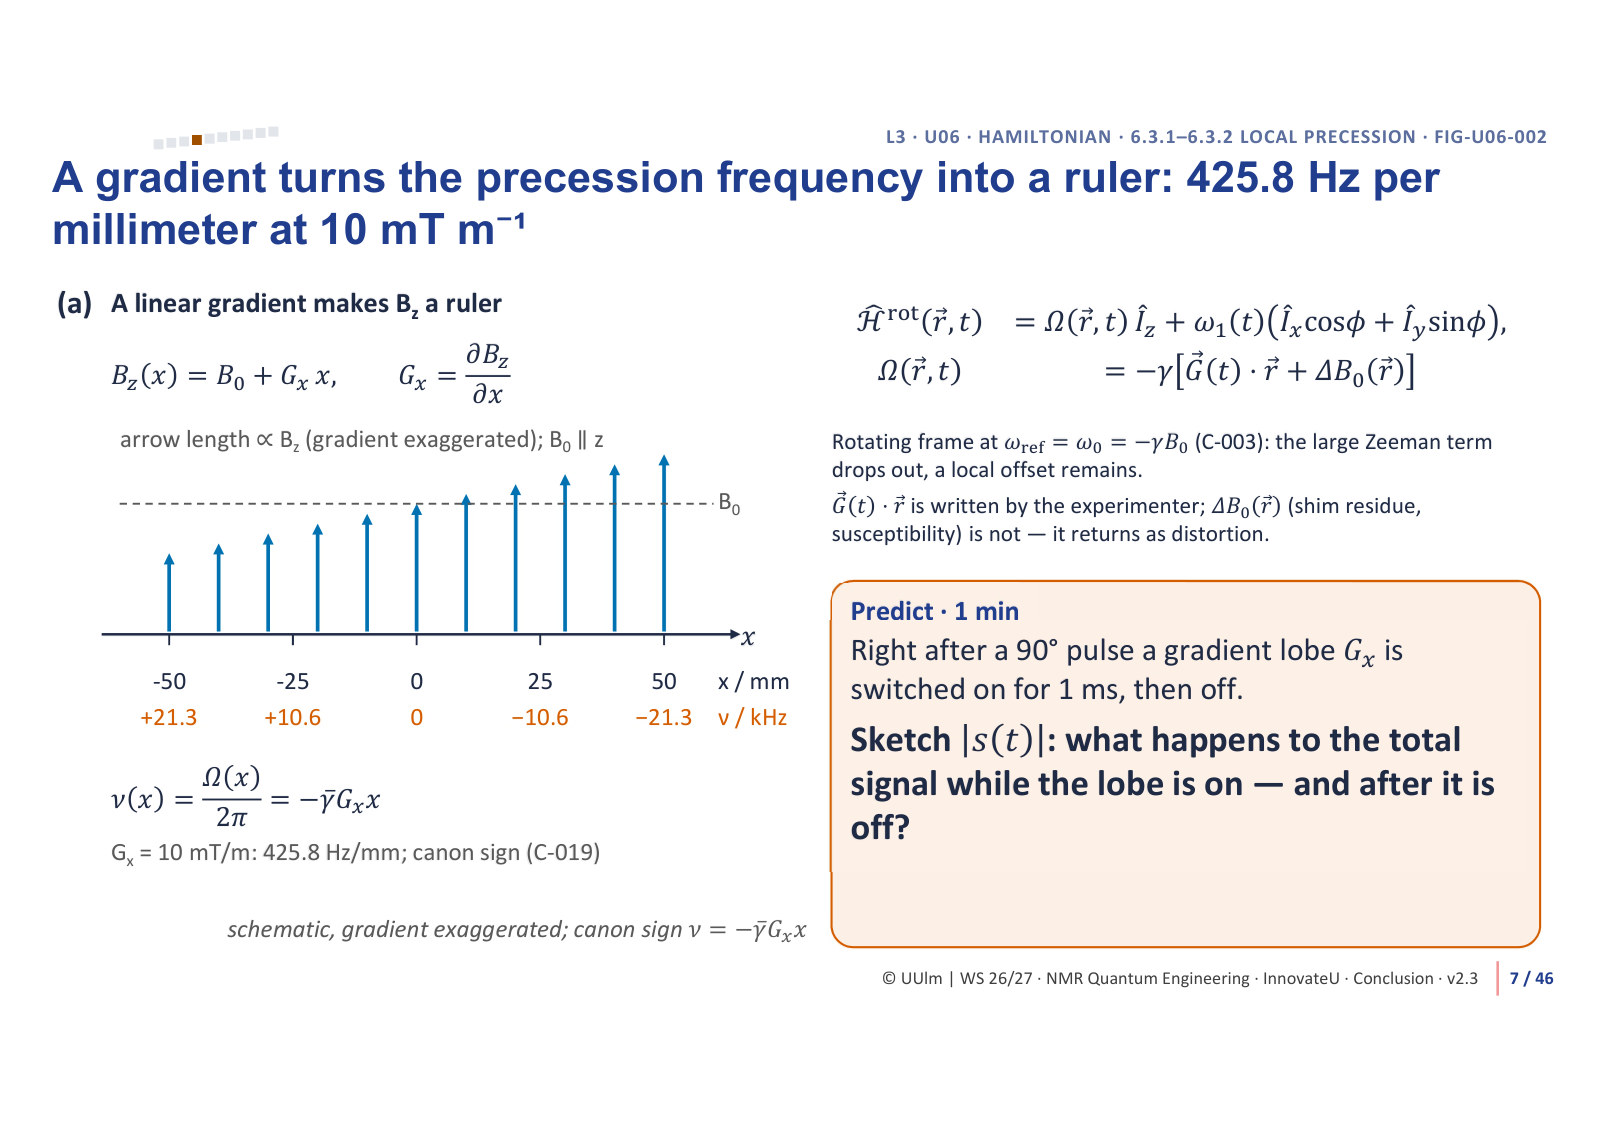 L3 · U06 · HAMILTONIAN · 6.3.1–6.3.2 LOCAL PRECESSION · FIG-U06-002
A gradient turns the precession frequency into a ruler: 425.8 Hz per
millimeter at 10 mT m⁻¹
(a) A linear gradient makes B_z a ruler
B_z(x) = B_0 + G_x x, G_x = ∂B_z/∂x
arrow length ∝ B_z (gradient exaggerated); B_0 ∥ z
B_0
x
-50 -25 0 25 50 x / mm
+21.3 +10.6 0 −10.6 −21.3 ν / kHz
ν(x) = Ω(x)/2π = −γ̄G_x x
G_x = 10 mT/m: 425.8 Hz/mm; canon sign (C-019)
schematic, gradient exaggerated; canon sign ν = −γ̄G_x x
ℋ̂^rot(r⃗, t) = Ω(r⃗, t) Î_z + ω_1(t)(Î_x cosϕ + Î_y sinϕ),
Ω(r⃗, t) = −γ[G⃗(t) · r⃗ + ΔB_0(r⃗)]
Rotating frame at ω_ref = ω_0 = −γB_0 (C-003): the large Zeeman term
drops out, a local offset remains.
G⃗(t) · r⃗ is written by the experimenter; ΔB_0(r⃗) (shim residue,
susceptibility) is not — it returns as distortion.
Predict · 1 min
Right after a 90° pulse a gradient lobe G_x is
switched on for 1 ms, then off.
Sketch |s(t)|: what happens to the total
signal while the lobe is on — and after it is
off?
© UUlm | WS 26/27 · NMR Quantum Engineering · InnovateU · Conclusion · v2.3
7 / 46